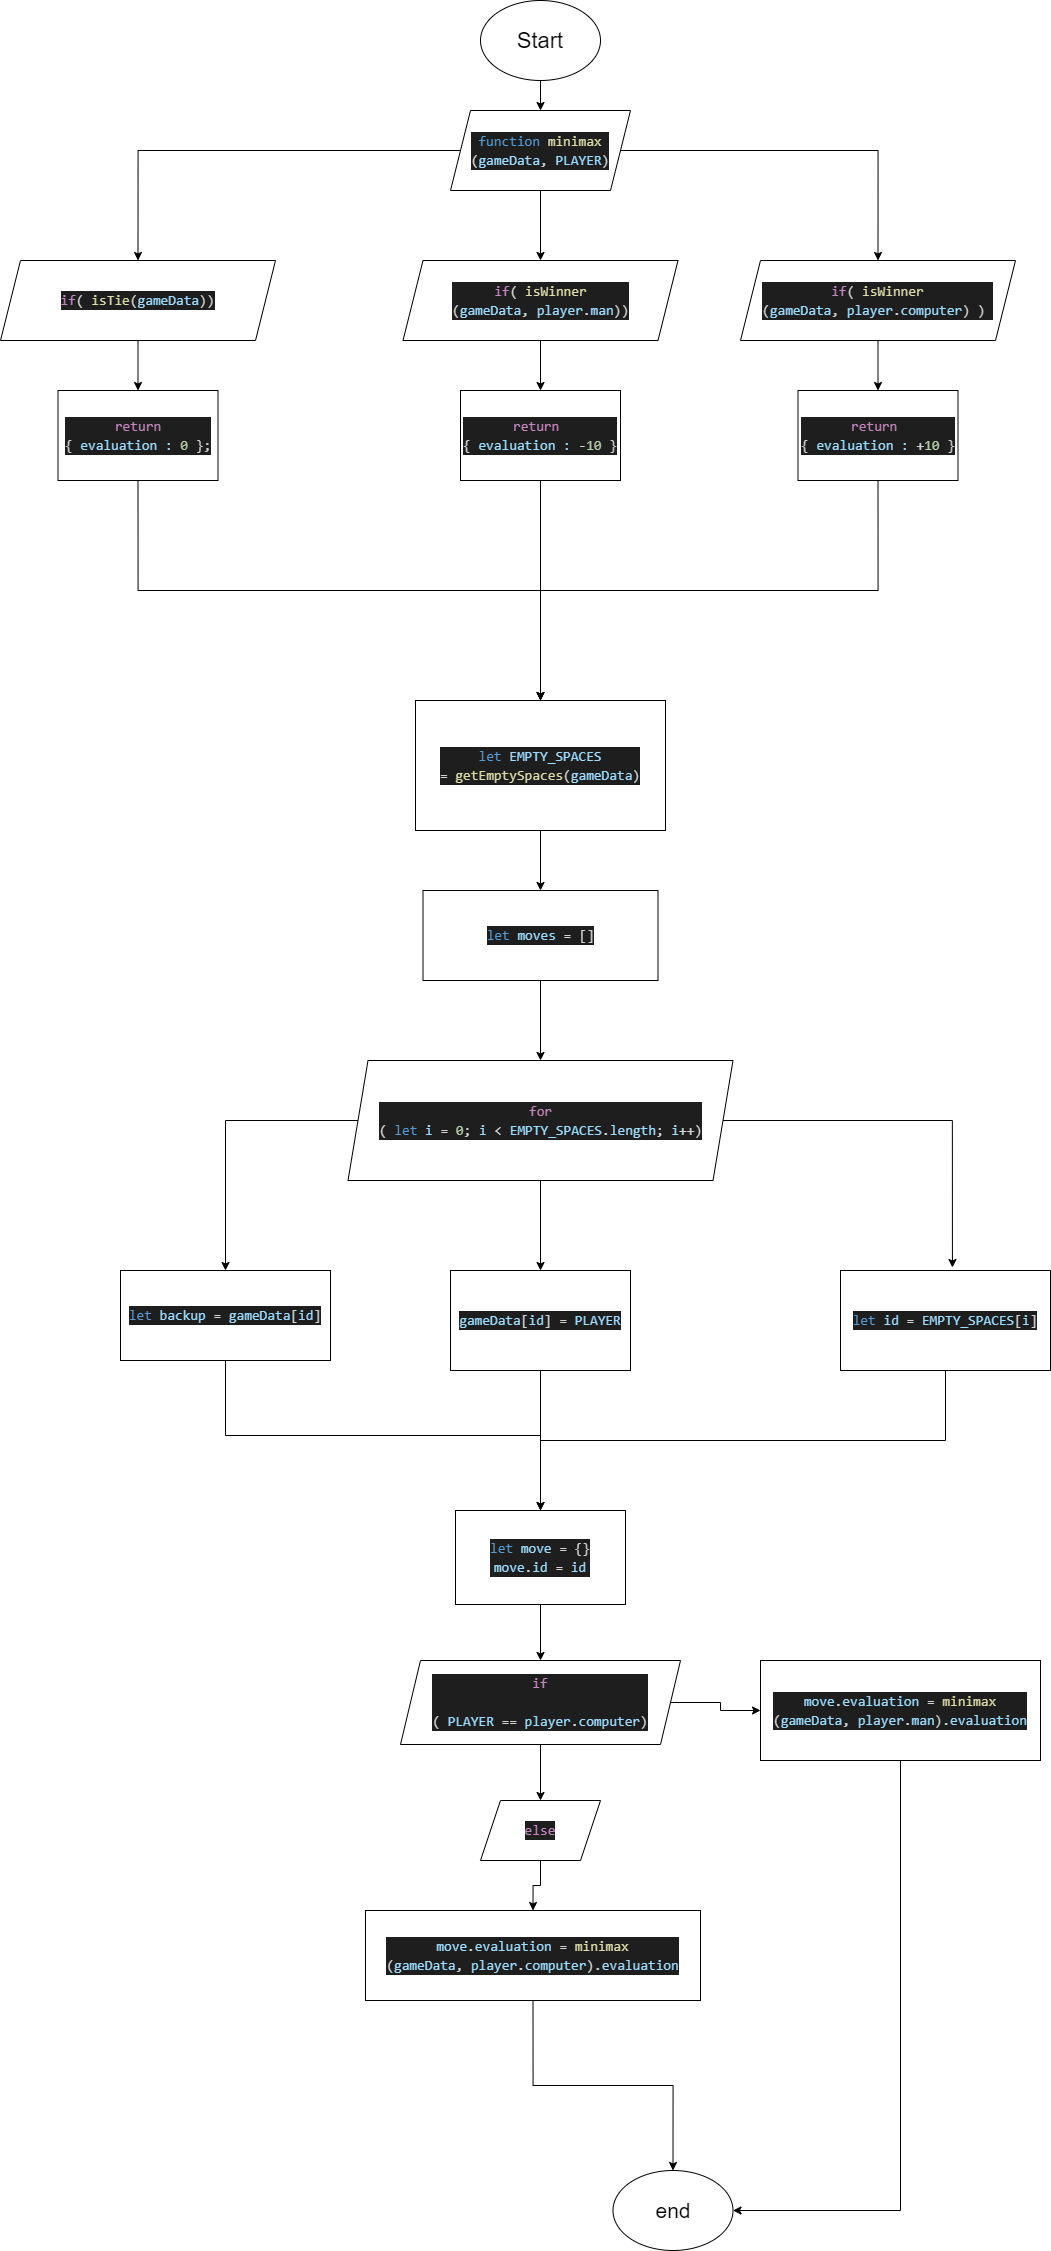 Start
function minimax
(gameData, PLAYER)
if( isTie(gameData))
if( isWinner
(gameData, player.man))
if( isWinner
(gameData, player.computer) )
return
{ evaluation : 0 };
return
{ evaluation : -10 }
return
{ evaluation : +10 }
let EMPTY_SPACES
= getEmptySpaces(gameData)
let moves = []
for
( let i = 0; i < EMPTY_SPACES.length; i++)
let backup = gameData[id]
gameData[id] = PLAYER
let id = EMPTY_SPACES[i]
let move = {}
move.id = id
if
( PLAYER == player.computer)
move.evaluation = minimax
(gameData, player.man).evaluation
else
move.evaluation = minimax
(gameData, player.computer).evaluation
end